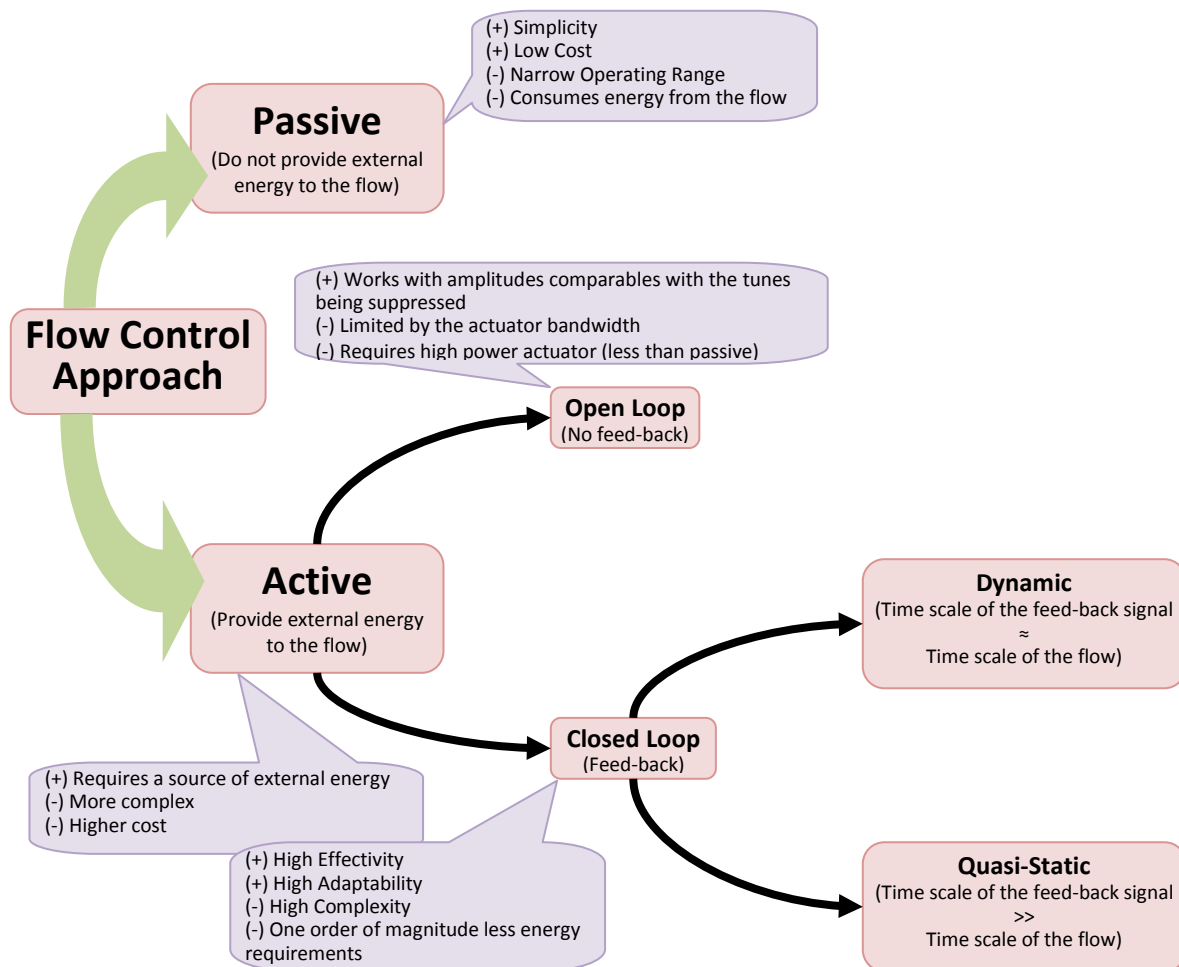 (+) Simplicity
(+) Low Cost
(-) Narrow Operating Range
(-) Consumes energy from the flow
Passive
(Do not provide external
energy to the flow)
(+) Works with amplitudes comparables with the tunes
being suppressed
(-) Limited by the actuator bandwidth
(-) Requires high power actuator (less than passive)
Flow Control
Approach
Open Loop
(No feed-back)
Active
(Provide external energy
to the flow)
Dynamic
(Time scale of the feed-back signal
≈
Time scale of the flow)
Closed Loop
(Feed-back)
(+) Requires a source of external energy
(-) More complex
(-) Higher cost
(+) High Effectivity
(+) High Adaptability
(-) High Complexity
(-) One order of magnitude less energy
requirements
Quasi-Static
(Time scale of the feed-back signal
>>
Time scale of the flow)